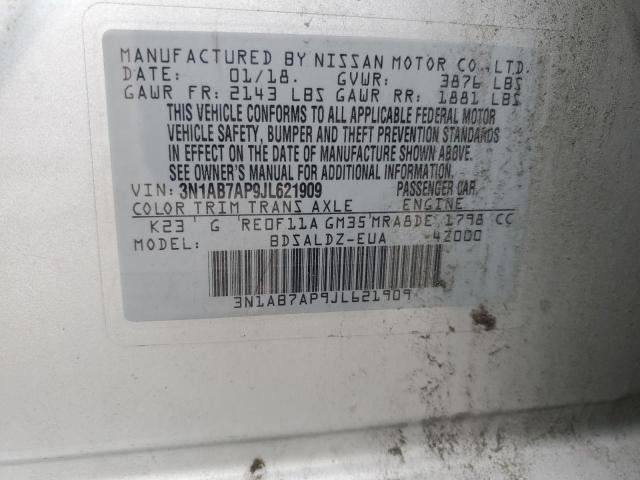 MANUFACTURED BY NISSAN MOTOR CO.,LTD.
DATE: 01/18. GVWR: 3876 LBS
GAWR FR: 2143 LBS GAWR RR: 1881 LBS
THIS VEHICLE CONFORMS TO ALL APPLICABLE FEDERAL MOTOR
VEHICLE SAFETY, BUMPER AND THEFT PREVENTION STANDARDS
IN EFFECT ON THE DATE OF MANUFACTURE SHOWN ABOVE.
SEE OWNER'S MANUAL FOR ADDITIONAL INFORMATION.
VIN: 3N1AB7AP9JL621909 PASSENGER CAR.
COLOR TRIM TRANS AXLE ENGINE
K23 G RE0F11A GM35 MRA8DE 1798 CC
MODEL: BDSALDZ-EUA -42000
3N1AB7AP9JL621909